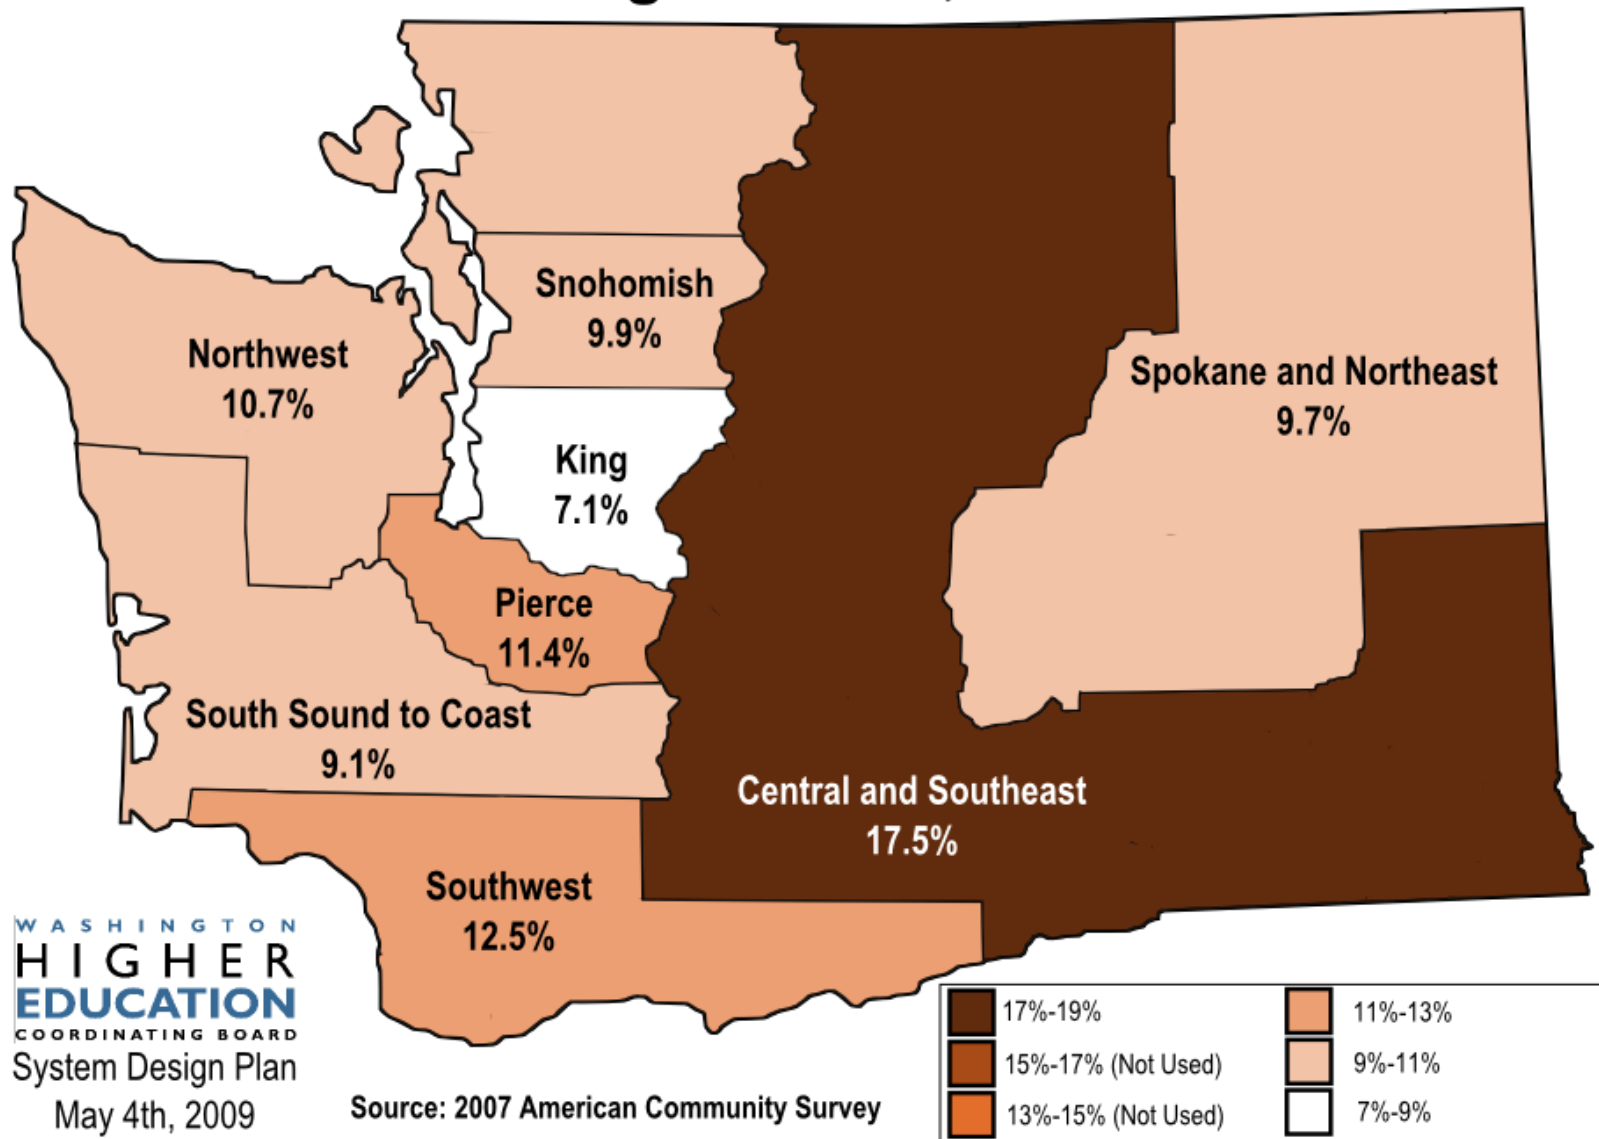 Snohomish
9.9%
Northwest
10.7%
Spokane and Northeast
9.7%
King
7.1%
Pierce
11.4%
South Sound to Coast
9.1%
Central and Southeast
17.5%
Southwest
12.5%
WASHINGTON
HIGHER
EDUCATION
COORDINATING BOARD
System Design Plan
May 4th, 2009
Source: 2007 American Community Survey
17%-19%
15%-17% (Not Used)
13%-15% (Not Used)
11%-13%
9%-11%
7%-9%